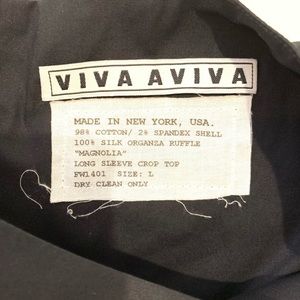 VIVA AVIVA
MADE IN NEW YORK, USA.
98% COTTON/ 2% SPANDEX SHELL
100% SILK ORGANZA RUFFLE
"MAGNOLIA"
LONG SLEEVE CROP TOP
FW1401 SIZE: L
DRY CLEAN ONLY